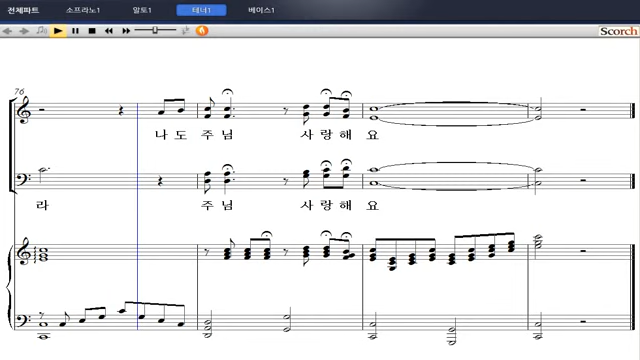 전체파트 소프라노1 알토1 테너1 베이스1
Scorch
76
나도 주님 사랑해요
라 주님 사랑해요